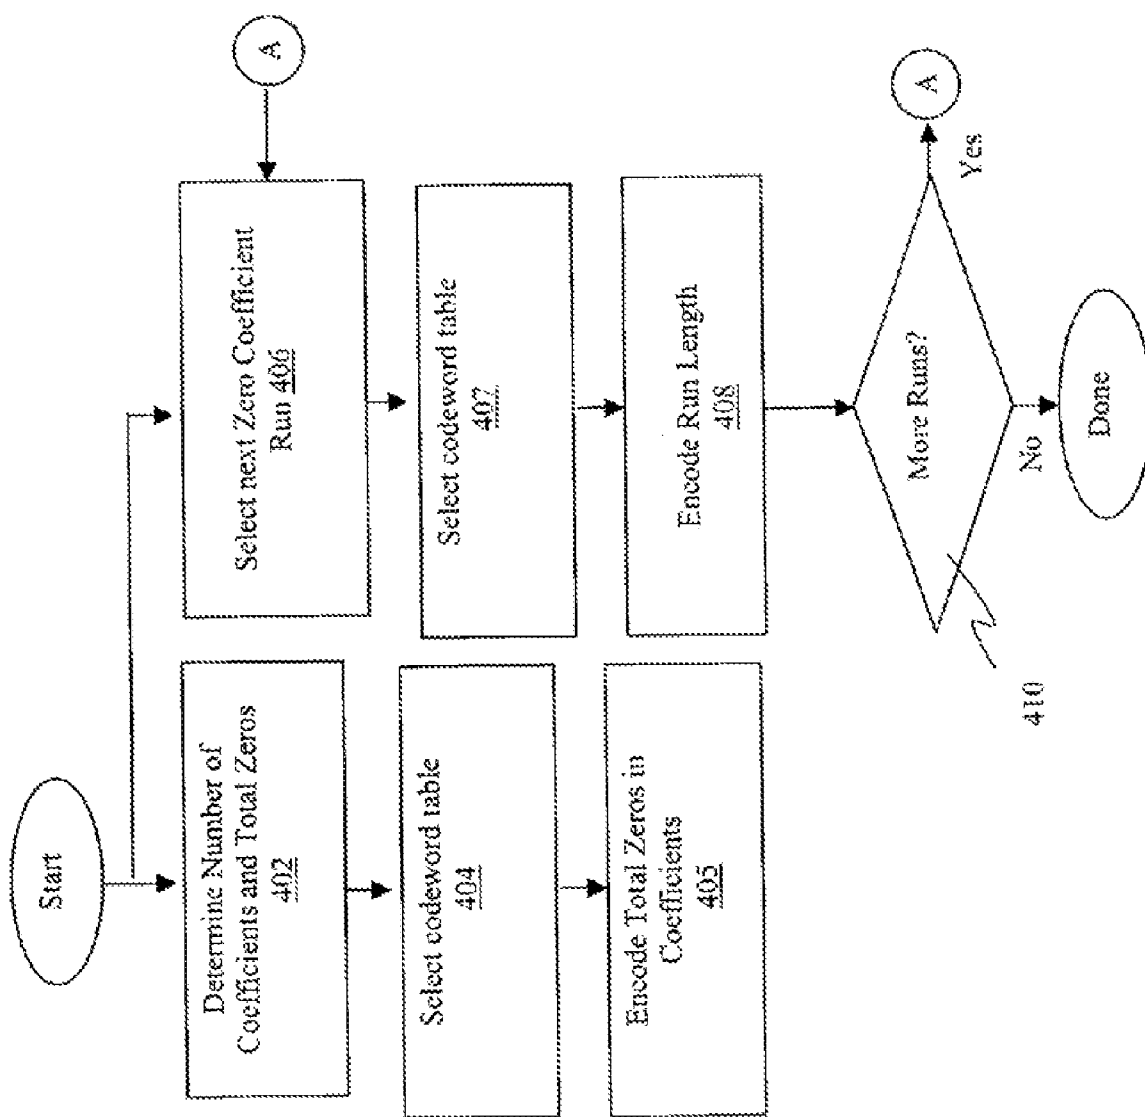 Start
Determine Number of
Coefficients and Total Zeros
402
Select codeword table
404
Encode Total Zeros in
Coefficients
405
A
Select next Zero Coefficient
Run 406
Select codeword table
407
Encode Run Length
408
More Runs?
410
Yes
A
No
Done